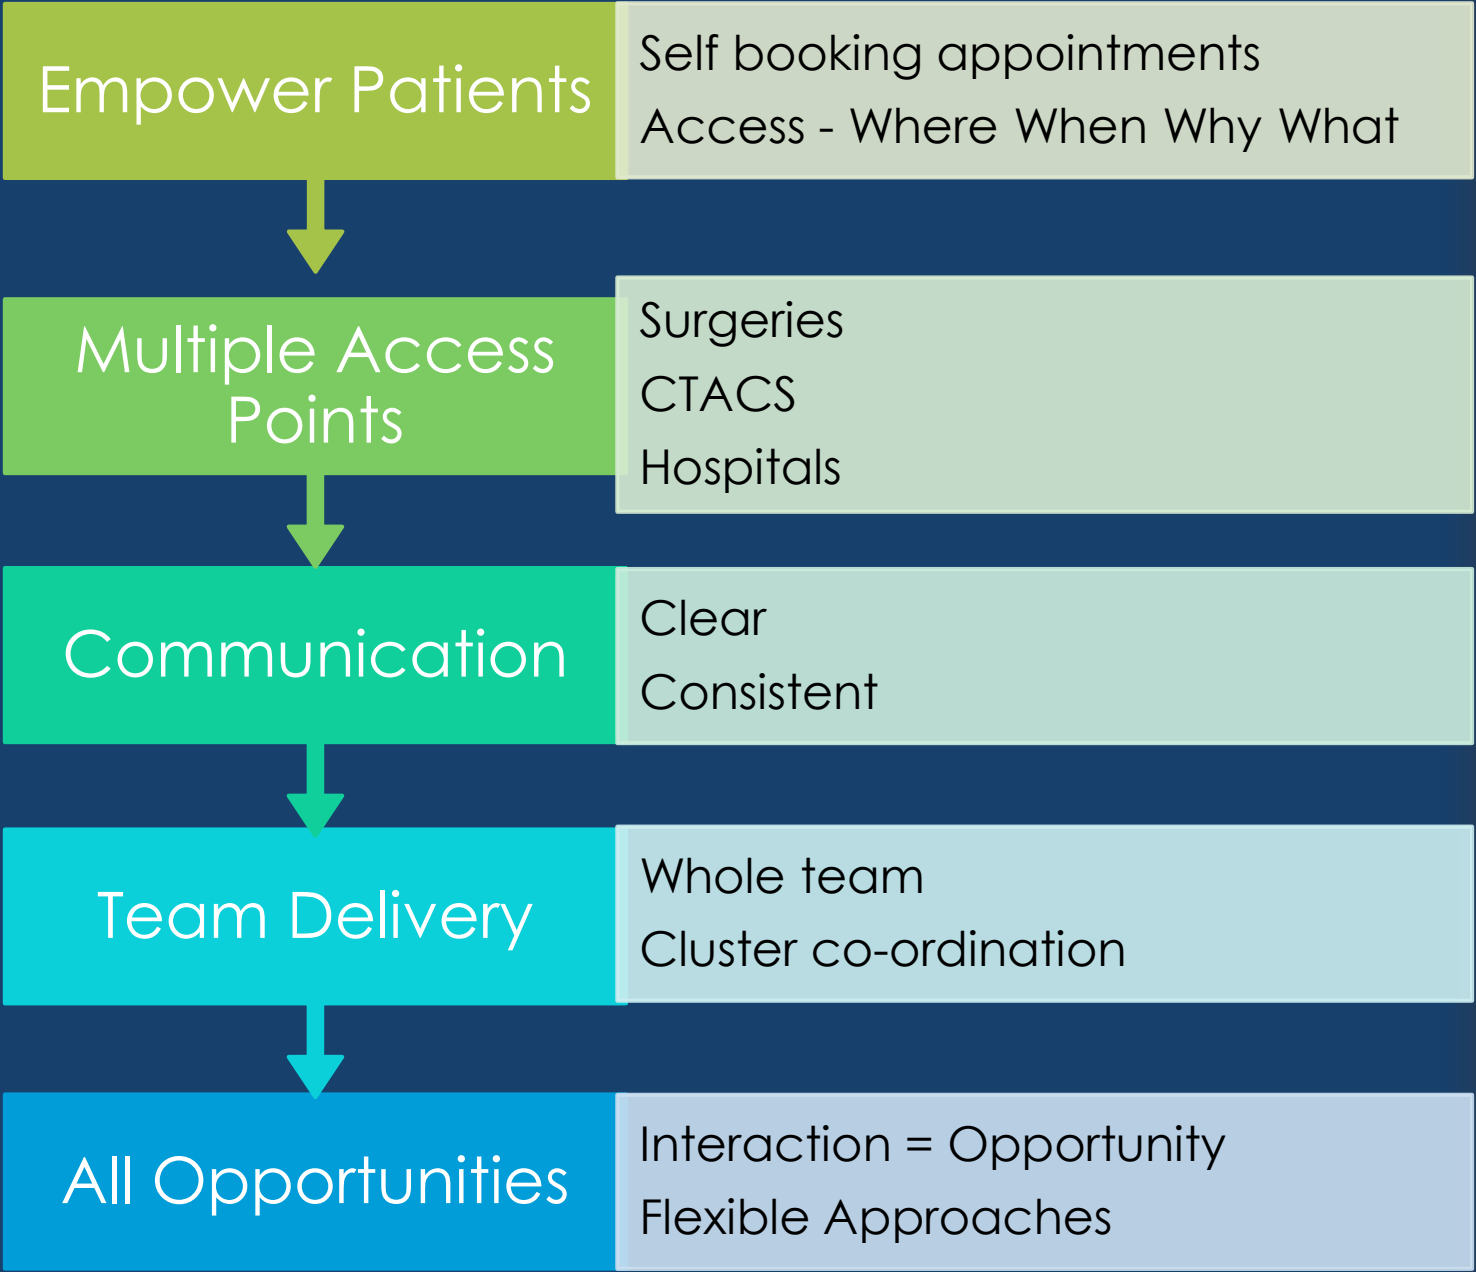 Empower Patients
Self booking appointments
Access - Where When Why What
Multiple Access
Points
Surgeries
CTACS
Hospitals
Communication
Clear
Consistent
Team Delivery
Whole team
Cluster co-ordination
All Opportunities
Interaction = Opportunity
Flexible Approaches